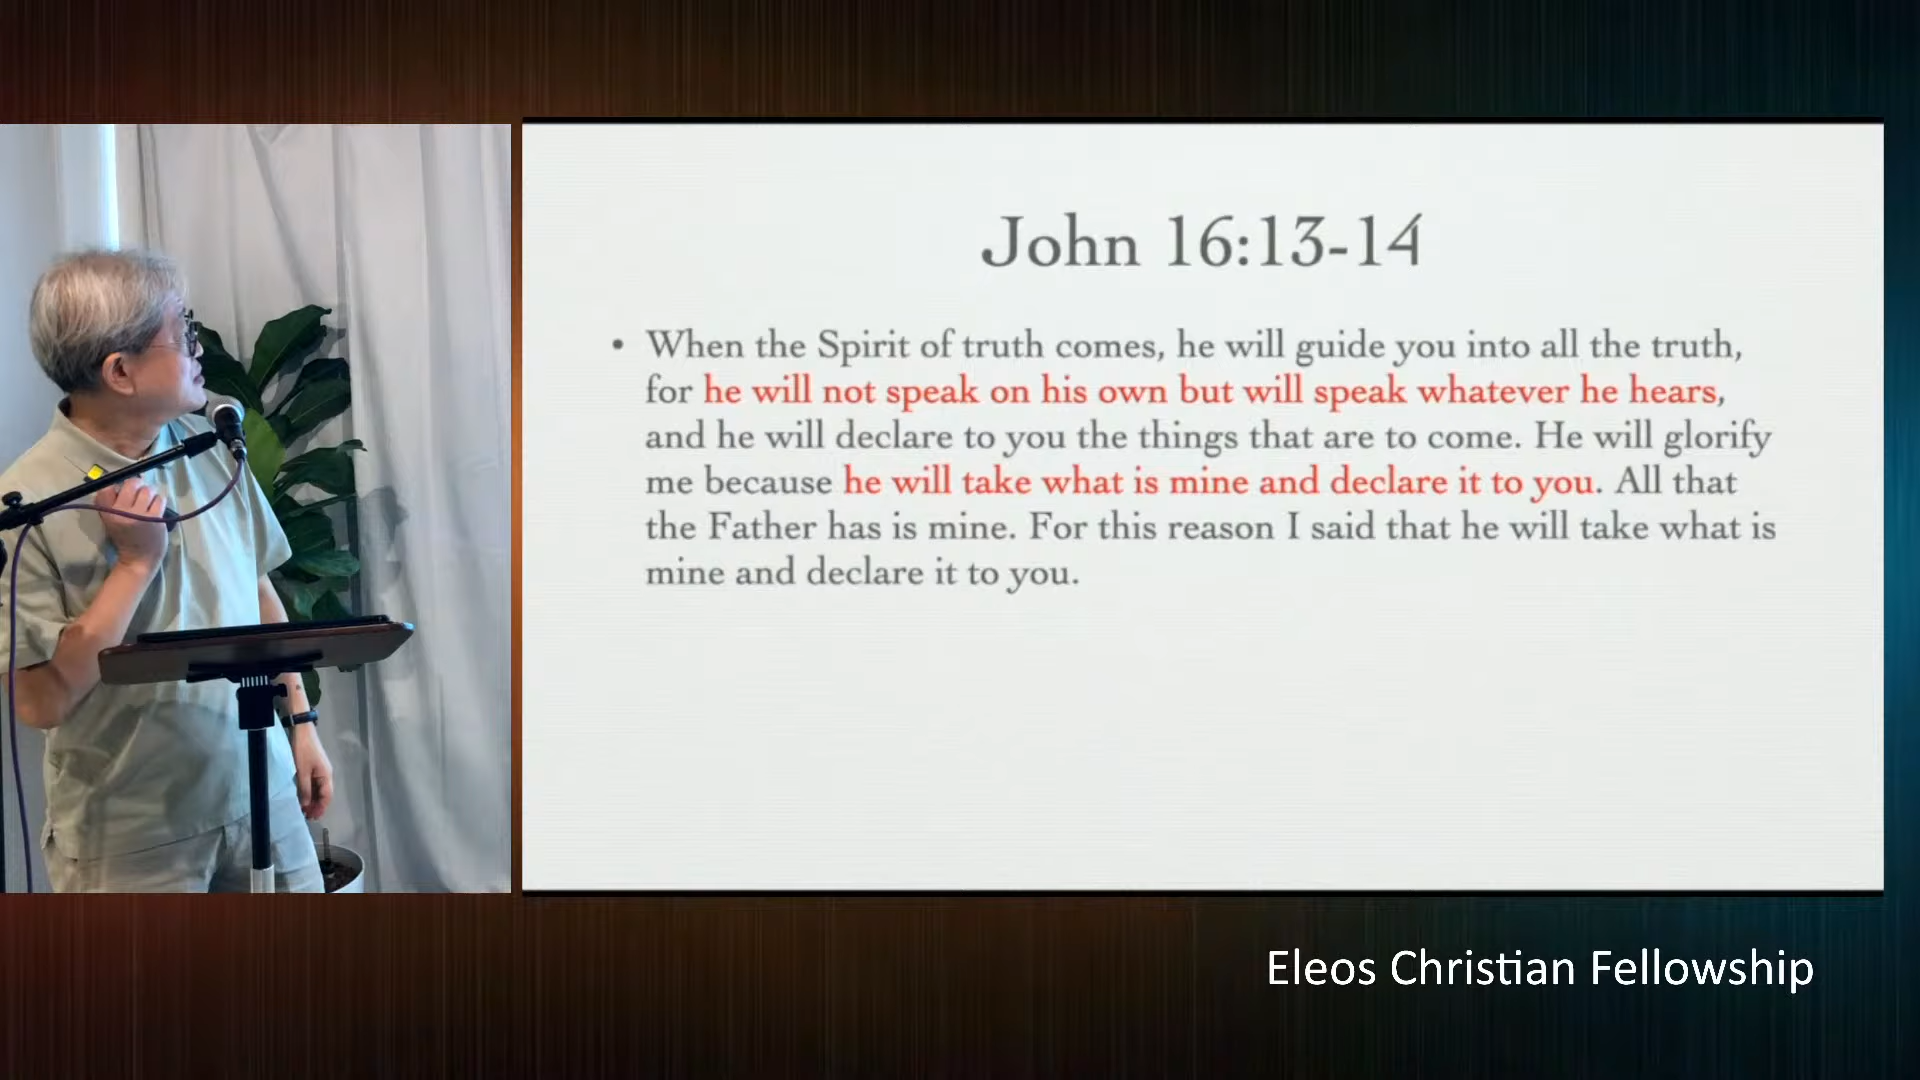 John 16:13-14
• When the Spirit of truth comes, he will guide you into all the truth,
for he will not speak on his own but will speak whatever he hears,
and he will declare to you the things that are to come. He will glorify
me because he will take what is mine and declare it to you. All that
the Father has is mine. For this reason I said that he will take what is
mine and declare it to you.
Eleos Christian Fellowship